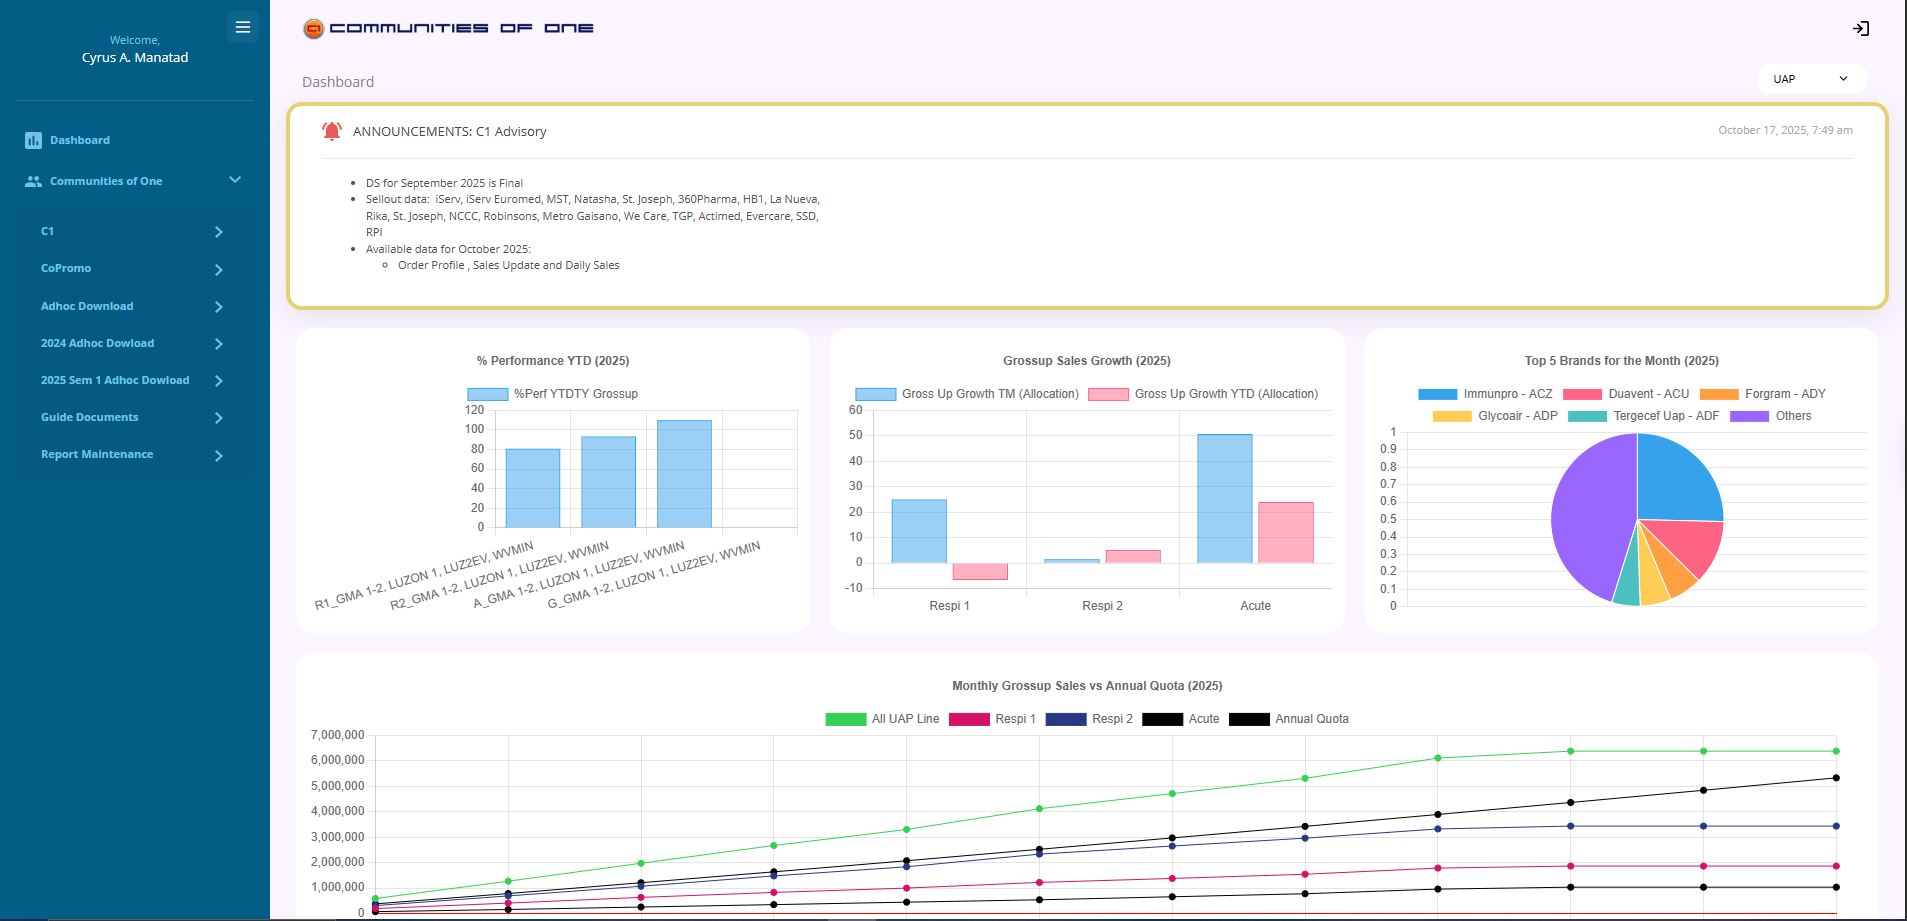 Welcome,
Cyrus A. Manatad
Dashboard
Communities of One
C1
CoPromo
Adhoc Download
2024 Adhoc Dowload
2025 Sem 1 Adhoc Dowload
Guide Documents
Report Maintenance
COMMUNITIES OF ONE
Dashboard
UAP
ANNOUNCEMENTS: C1 Advisory
October 17, 2025, 7:49 am
DS for September 2025 is Final
Sellout data:  iServ, iServ Euromed, MST, Natasha, St. Joseph, 360Pharma, HB1, La Nueva,
Rika, St. Joseph, NCCC, Robinsons, Metro Gaisano, We Care, TGP, Actimed, Evercare, SSD,
RPI
Available data for October 2025:
Order Profile , Sales Update and Daily Sales
% Performance YTD (2025)
%Perf YTDTY Grossup
120
100
80
60
40
20
0
R1_GMA 1-2, LUZON 1, LUZ2EV, WVMIN
R2_GMA 1-2, LUZON 1, LUZ2EV, WVMIN
A_GMA 1-2, LUZON 1, LUZ2EV, WVMIN
G_GMA 1-2, LUZON 1, LUZ2EV, WVMIN
Grossup Sales Growth (2025)
Gross Up Growth TM (Allocation) Gross Up Growth YTD (Allocation)
60
50
40
30
20
10
0
-10
Respi 1 Respi 2 Acute
Top 5 Brands for the Month (2025)
Immunpro - ACZ Duavent - ACU Forgram - ADY
Glycoair - ADP Tergecef Uap - ADF Others
1
0.9
0.8
0.7
0.6
0.5
0.4
0.3
0.2
0.1
0
Monthly Grossup Sales vs Annual Quota (2025)
All UAP Line Respi 1 Respi 2 Acute Annual Quota
7,000,000
6,000,000
5,000,000
4,000,000
3,000,000
2,000,000
1,000,000
0